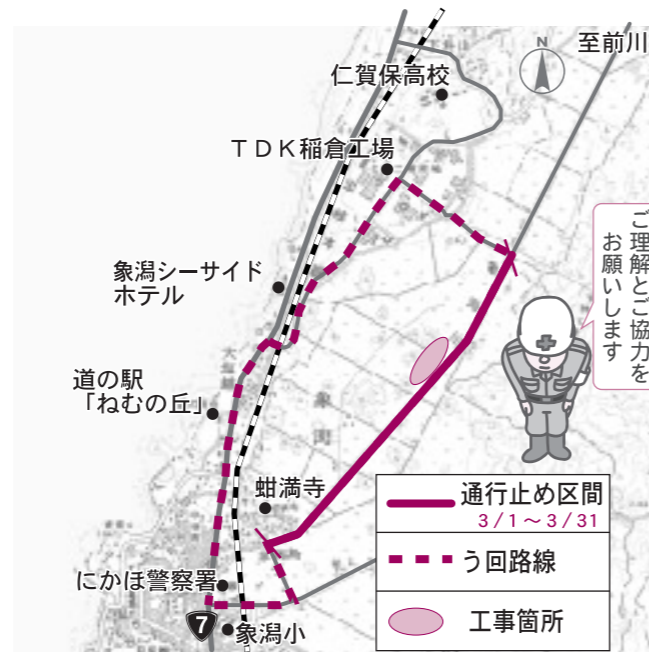 至前川
N
仁賀保高校
TDK稲倉工場
ご理解とご協力を
お願いします
象潟シーサイド
ホテル
道の駅
「ねむの丘」
象潟
蚶満寺
通行止め区間
3/1～3/31
う回路線
にかほ警察署
工事箇所
7
象潟小